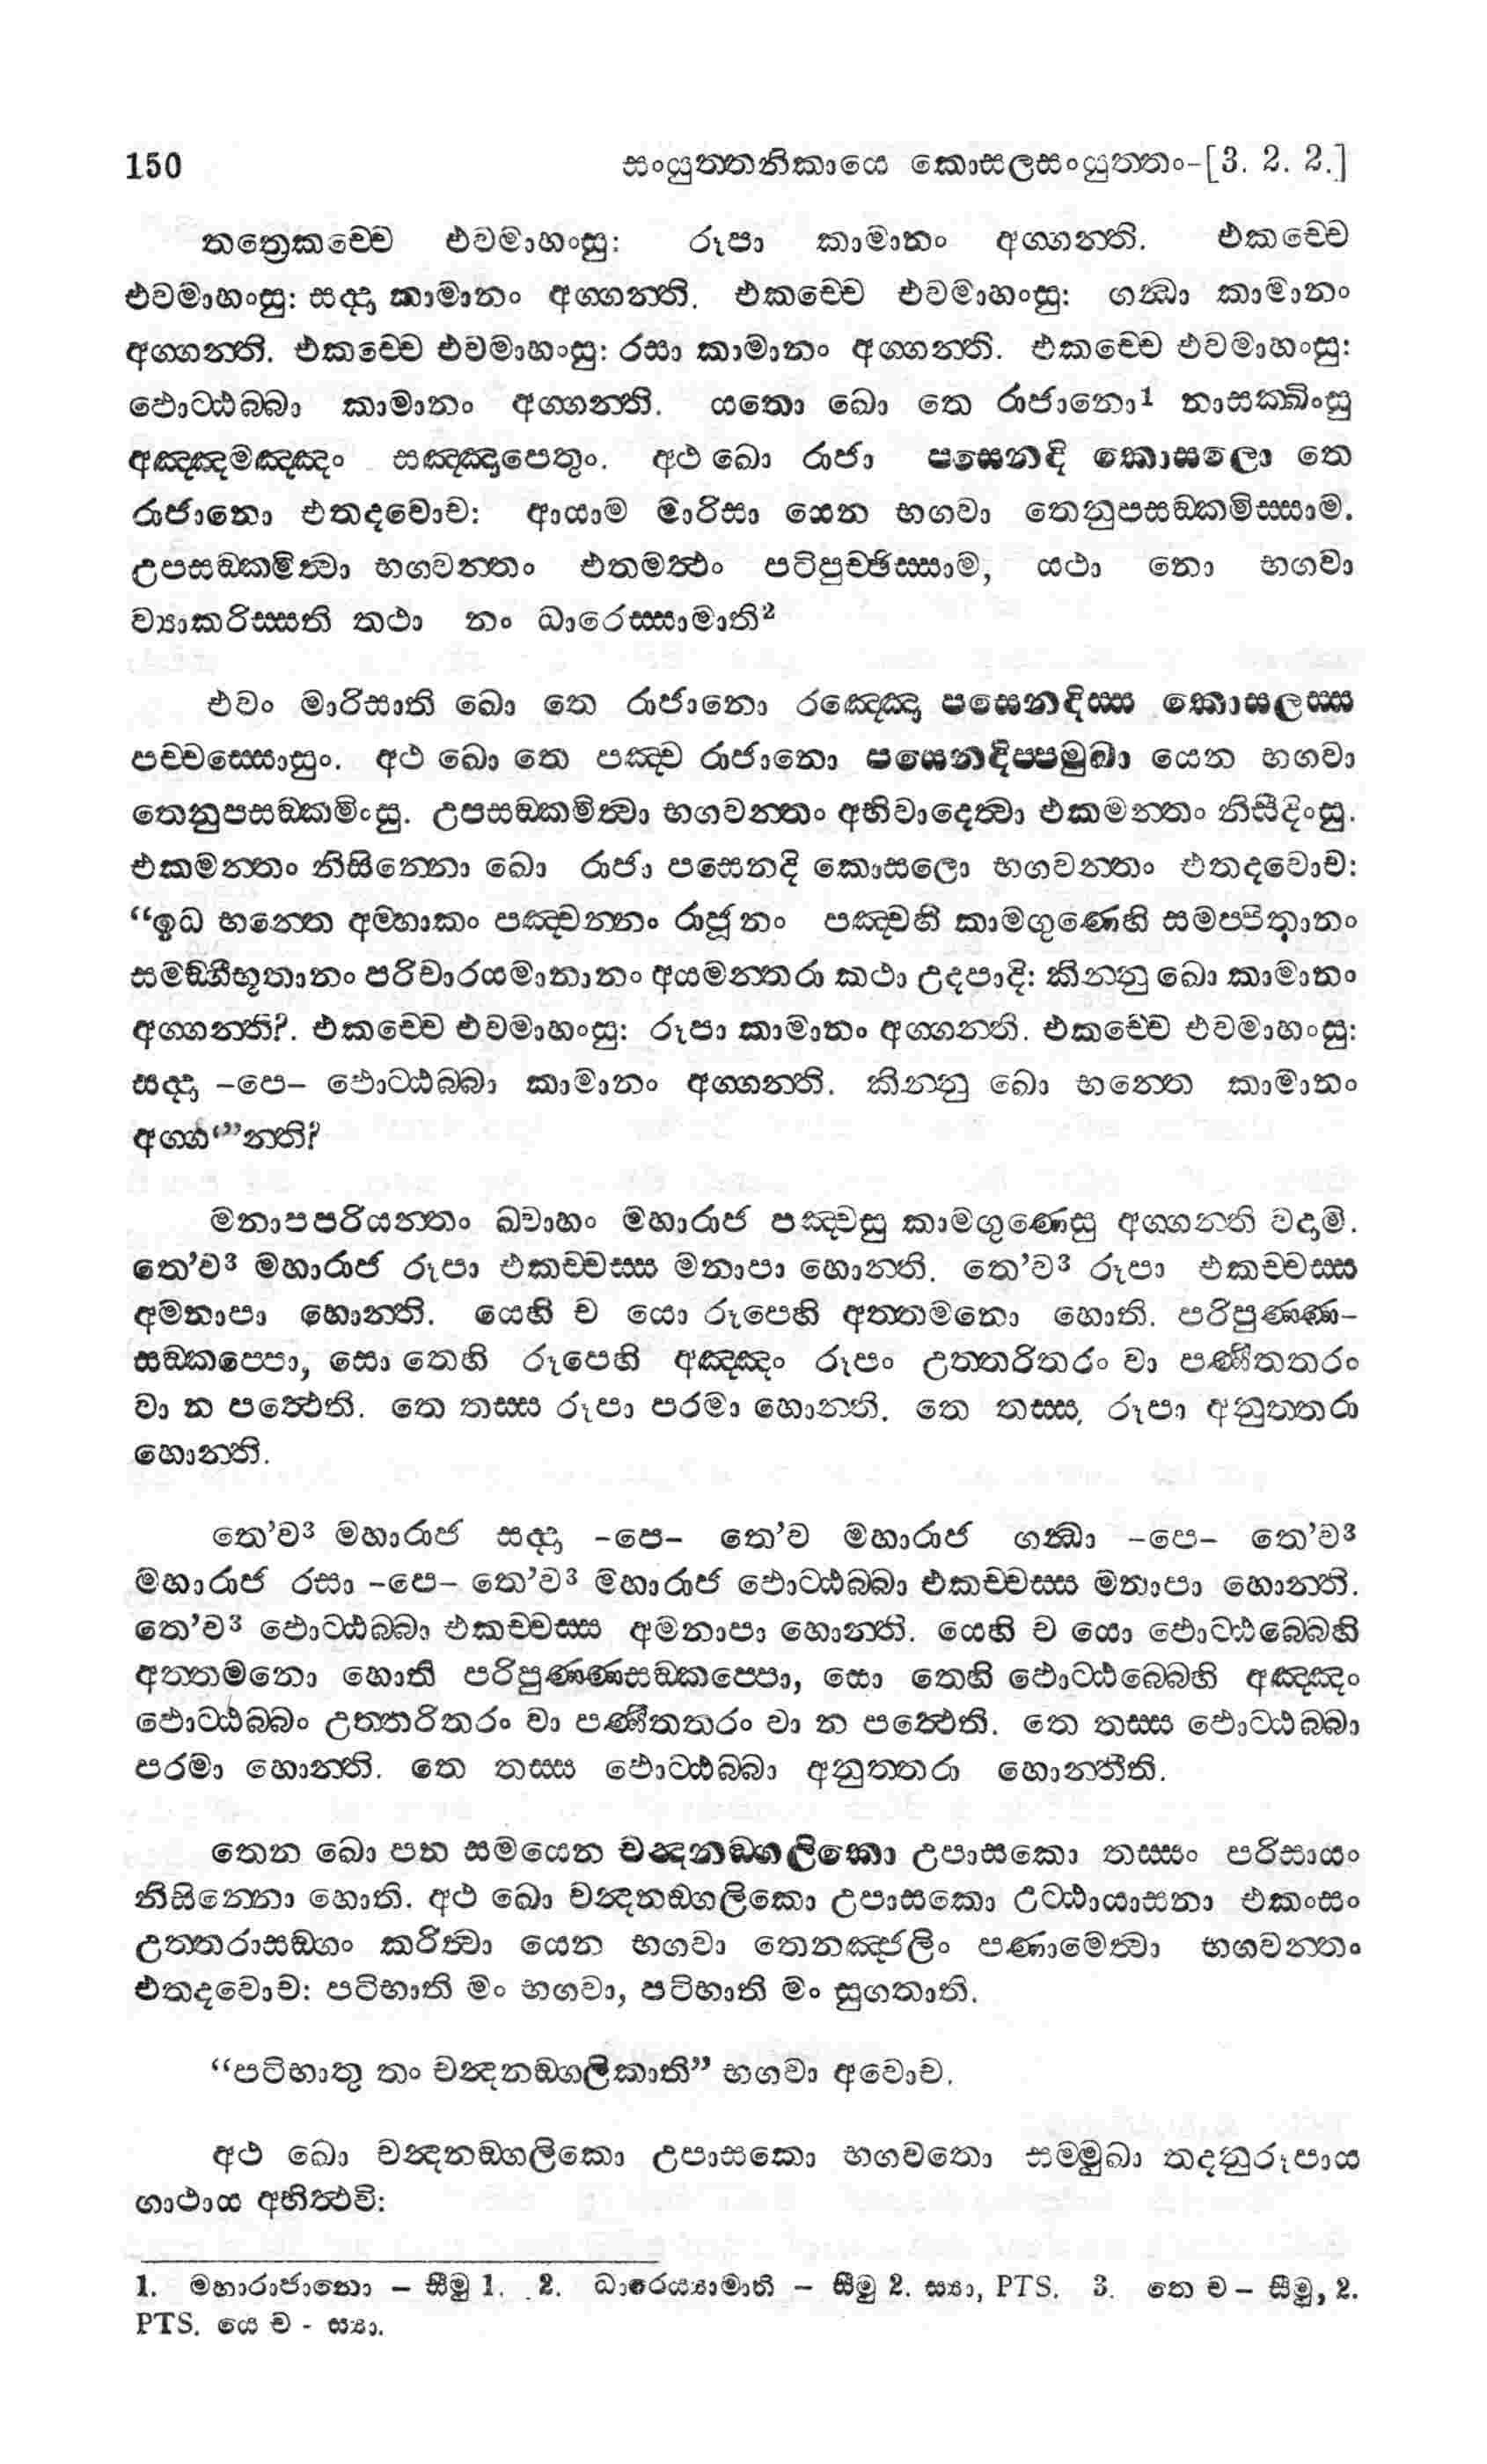 150 සංයුත්තනිකායෙ කොසලසංයුත්තං-[3. 2. 2.]
තත්‍රෙකච්චෙ එවමාහංසු: රූපා කාමානං අග්ගන්ති. එකච්චෙ
එවමාහංසු: සද්දා කාමානං අග්ගන්ති. එකච්චෙ එවමාහංසු: ගන්ධා කාමානං
අග්ගන්ති. එකච්චෙ එවමාහංසු: රසා කාමානං අග්ගන්ති. එකච්චෙ එවමාහංසු:
ඵොට්ඨබ්බා කාමානං අග්ගන්ති. යතො ඛො තෙ රාජානො1 නාසක්ඛිංසු
අඤ්ඤමඤ්ඤං සඤ්ඤාපෙතුං. අථ ඛො රාජා පසෙනදි කොසලො තෙ
රාජානො එතදවොච: ආයාම මාරිසා යෙන භගවා තෙනුපසඞ්කමිස්සාම.
උපසඞ්කමිත්වා භගවන්තං එතමත්ථං පටිපුච්ඡිස්සාම, යථා නො භගවා
ව්‍යාකරිස්සති තථා නං ධාරෙස්සාමාති2
එවං මාරිසාති ඛො තෙ රාජානො රඤ්ඤො පසෙනදිස්ස කොසලස්ස
පච්චස්සොසුං. අථ ඛො තෙ පඤ්ච රාජානො පසෙනදිප්පමුඛා යෙන භගවා
තෙනුපසඞ්කමිංසු. උපසඞ්කමිත්වා භගවන්තං අභිවාදෙත්වා එකමන්තං නිසීදිංසු.
එකමන්තං නිසින්නො ඛො රාජා පසෙනදි කොසලො භගවන්තං එතදවොච:
“ඉධ භන්තෙ අම්හාකං පඤ්චන්නං රාජූනං පඤ්චහි කාමගුණෙහි සමප්පිතානං
සමඞ්ගීභූතානං පරිචාරයමානානං අයමන්තරා කථා උදපාදි: කින්නු ඛො කාමානං
අග්ගන්ති?. එකච්චෙ එවමාහංසු: රූපා කාමානං අග්ගන්ති. එකච්චෙ එවමාහංසු:
සද්දා -පෙ- ඵොට්ඨබ්බා කාමානං අග්ගන්ති. කින්නු ඛො භන්තෙ කාමානං
අග්ග‘”න්ති?
මනාපපරියන්තං ඛ්වාහං මහාරාජ පඤ්චසු කාමගුණෙසු අග්ගන්ති වදාමි.
තෙ’ව3 මහාරාජ රූපා එකච්චස්ස මනාපා හොන්ති. තෙ’ව3 රූපා එකච්චස්ස
අමනාපා හොන්ති. යෙහි ච යො රූපෙහි අත්තමනො හොති. පරිපුණ්ණ-
සඞ්කප්පො, සො තෙහි රූපෙහි අඤ්ඤං රූපං උත්තරිතරං වා පණීතතරං
වා න පත්ථෙති. තෙ තස්ස රූපා පරමා හොන්ති. තෙ තස්ස, රූපා අනුත්තරා
හොන්ති.
තෙ’ව3 මහාරාජ සද්දා -පෙ- තෙ’ව මහාරාජ ගන්ධා -පෙ- තෙ’ව3
මහාරාජ රසා -පෙ- තෙ’ව3 මහාරාජ ඵොට්ඨබ්බා එකච්චස්ස මනාපා හොන්ති.
තෙ’ව3 ඵොට්ඨබ්බා එකච්චස්ස අමනාපා හොන්ති. යෙහි ච යො ඵොට්ඨබ්බෙහි
අත්තමනො හොති පරිපුණ්ණසඞ්කප්පො, සො තෙහි ඵොට්ඨබ්බෙහි අඤ්ඤං
ඵොට්ඨබ්බං උත්තරිතරං වා පණීතතරං වා න පත්ථෙති. තෙ තස්ස ඵොට්ඨබ්බා
පරමා හොන්ති. තෙ තස්ස ඵොට්ඨබ්බා අනුත්තරා හොන්තීති.
තෙන ඛො පන සමයෙන චන්දනඞ්ගලිකො උපාසකො තස්සං පරිසායං
නිසින්නො හොති. අථ ඛො චන්දනඞ්ගලිකො උපාසකො උට්ඨායාසනා එකංසං
උත්තරාසඞ්ගං කරිත්වා යෙන භගවා තෙනඤ්ජලිං පණාමෙත්වා භගවන්තං
එතදවොච: පටිභාති මං භගවා, පටිභාති මං සුගතාති.
“පටිභාතු තං චන්දනඞ්ගලිකාති” භගවා අවොච.
අථ ඛො චන්දනඞ්ගලිකො උපාසකො භගවතො සම්මුඛා තදනුරූපාය
ගාථාය අභිත්ථවි:
1. මහාරාජානො – සීමු 1. 2. ධාරෙය්‍යාමාති – සීමු 2. ස්‍යා, PTS. 3. තෙ ච – සීමු, 2.
PTS. යෙ ච - ස්‍යා.